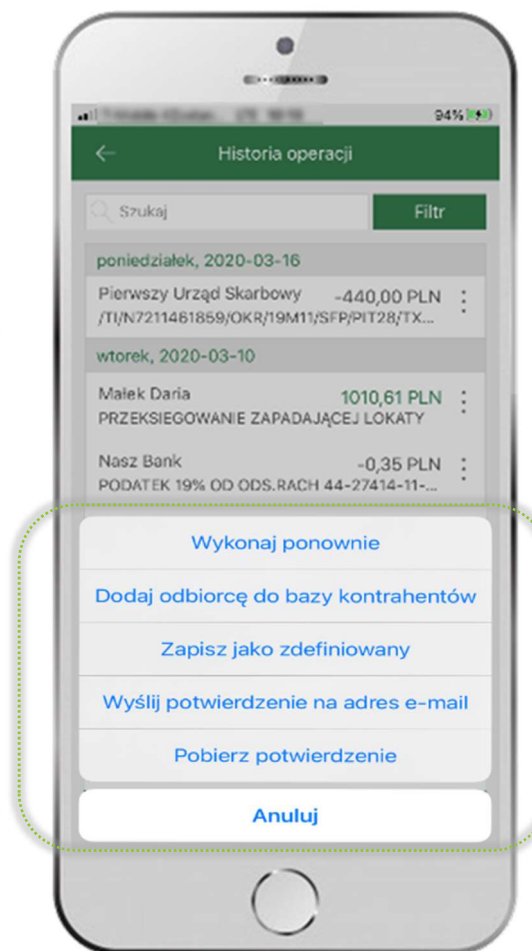 94%
Historia operacji
Szukaj
Filtr
poniedziałek, 2020-03-16
Pierwszy Urząd Skarbowy -440,00 PLN
/TI/N7211461859/OKR/19M11/SFP/PIT28/TX...
wtorek, 2020-03-10
Małek Daria 1010,61 PLN
PRZEKSIEGOWANIE ZAPADAJĄCEJ LOKATY
Nasz Bank -0,35 PLN
PODATEK 19% OD ODS.RACH 44-27414-11-...
Wykonaj ponownie
Dodaj odbiorcę do bazy kontrahentów
Zapisz jako zdefiniowany
Wyślij potwierdzenie na adres e-mail
Pobierz potwierdzenie
Anuluj